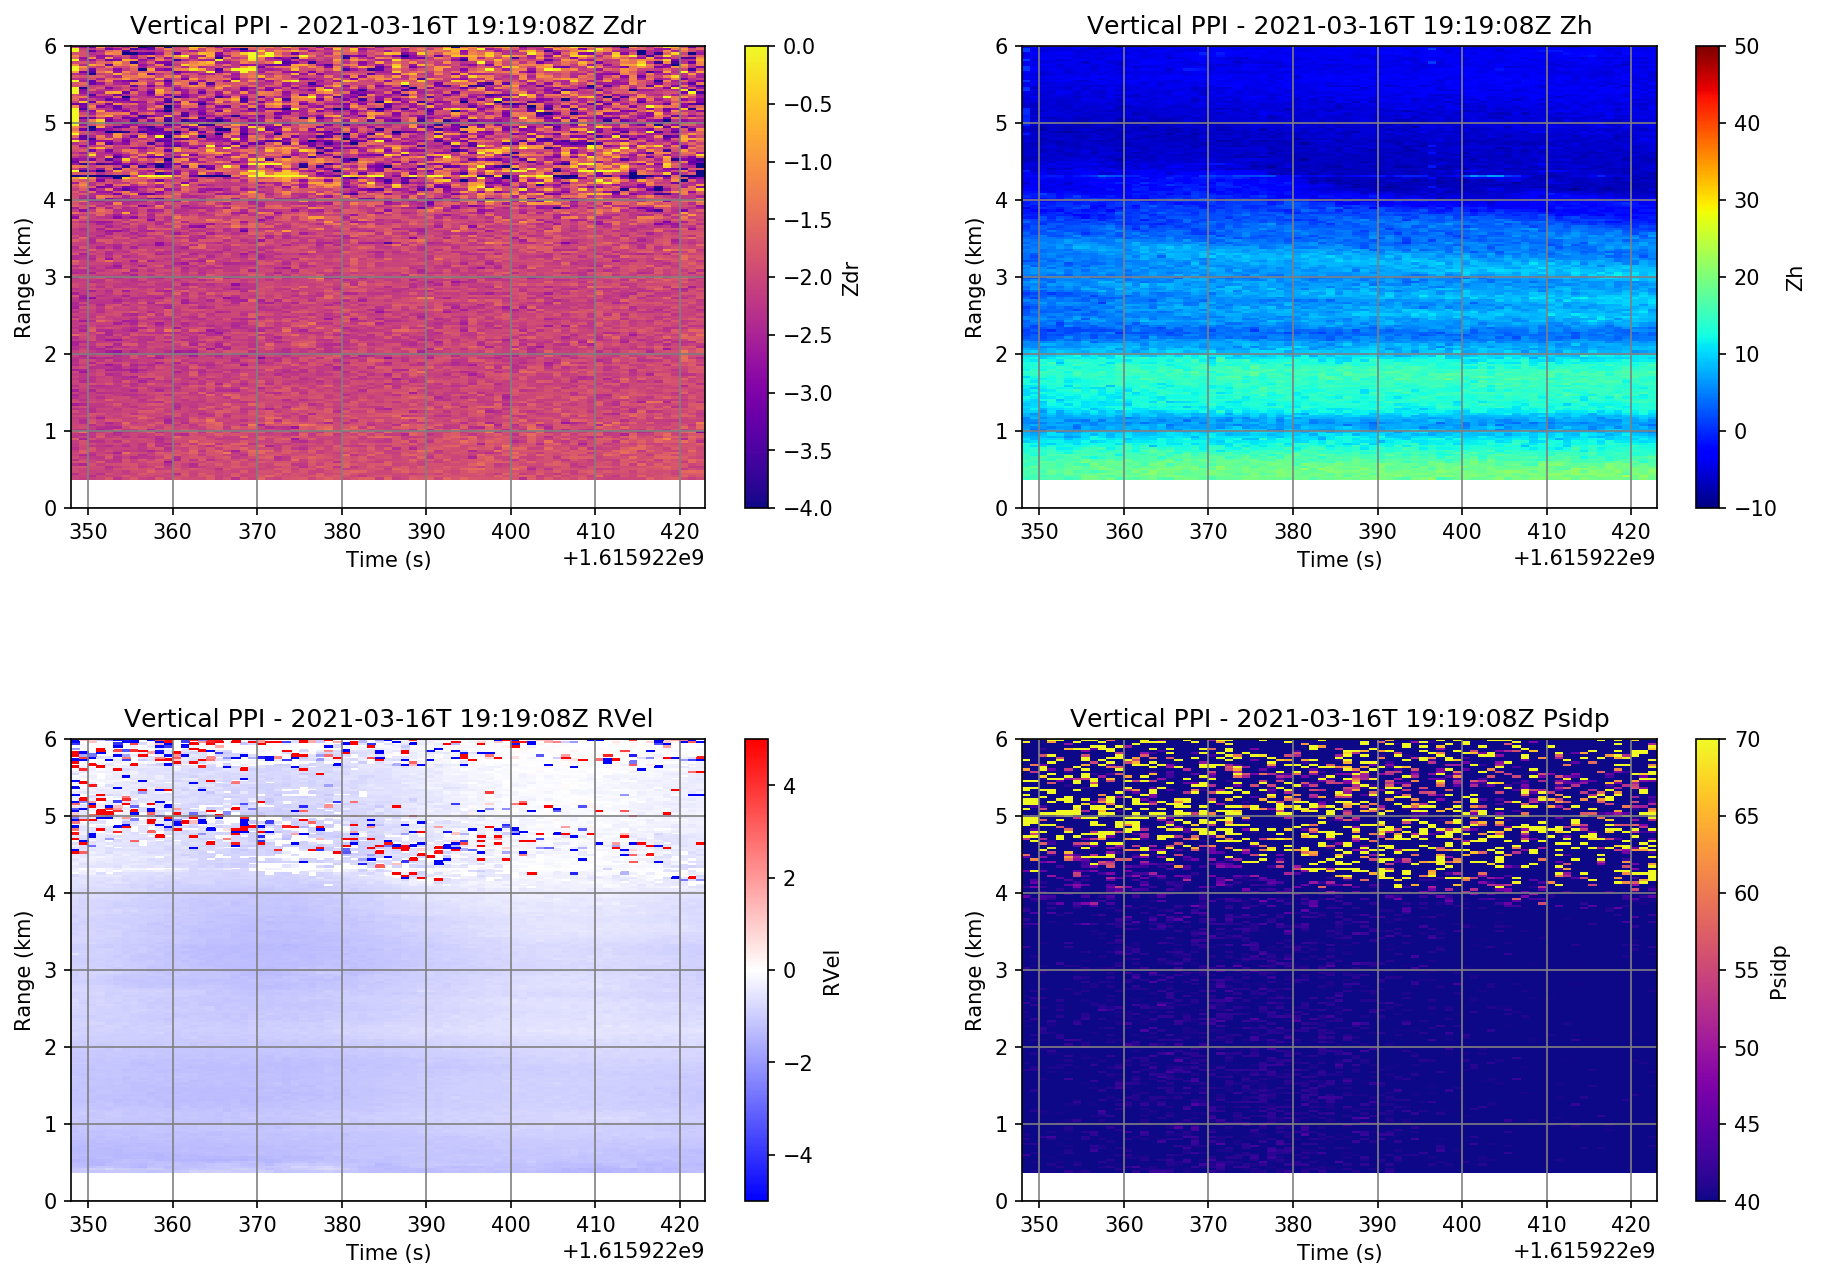 Vertical PPI - 2021-03-16T 19:19:08Z Zdr
6
5
4
3
2
1
0
Range (km)
350 360 370 380 390 400 410 420
Time (s)
+1.615922e9
0.0
−0.5
−1.0
−1.5
−2.0
−2.5
−3.0
−3.5
−4.0
Zdr
Vertical PPI - 2021-03-16T 19:19:08Z Zh
6
5
4
3
2
1
0
Range (km)
350 360 370 380 390 400 410 420
Time (s)
+1.615922e9
50
40
30
20
10
0
−10
Zh
Vertical PPI - 2021-03-16T 19:19:08Z RVel
6
5
4
3
2
1
0
Range (km)
350 360 370 380 390 400 410 420
Time (s)
+1.615922e9
4
2
0
−2
−4
RVel
Vertical PPI - 2021-03-16T 19:19:08Z Psidp
6
5
4
3
2
1
0
Range (km)
350 360 370 380 390 400 410 420
Time (s)
+1.615922e9
70
65
60
55
50
45
40
Psidp